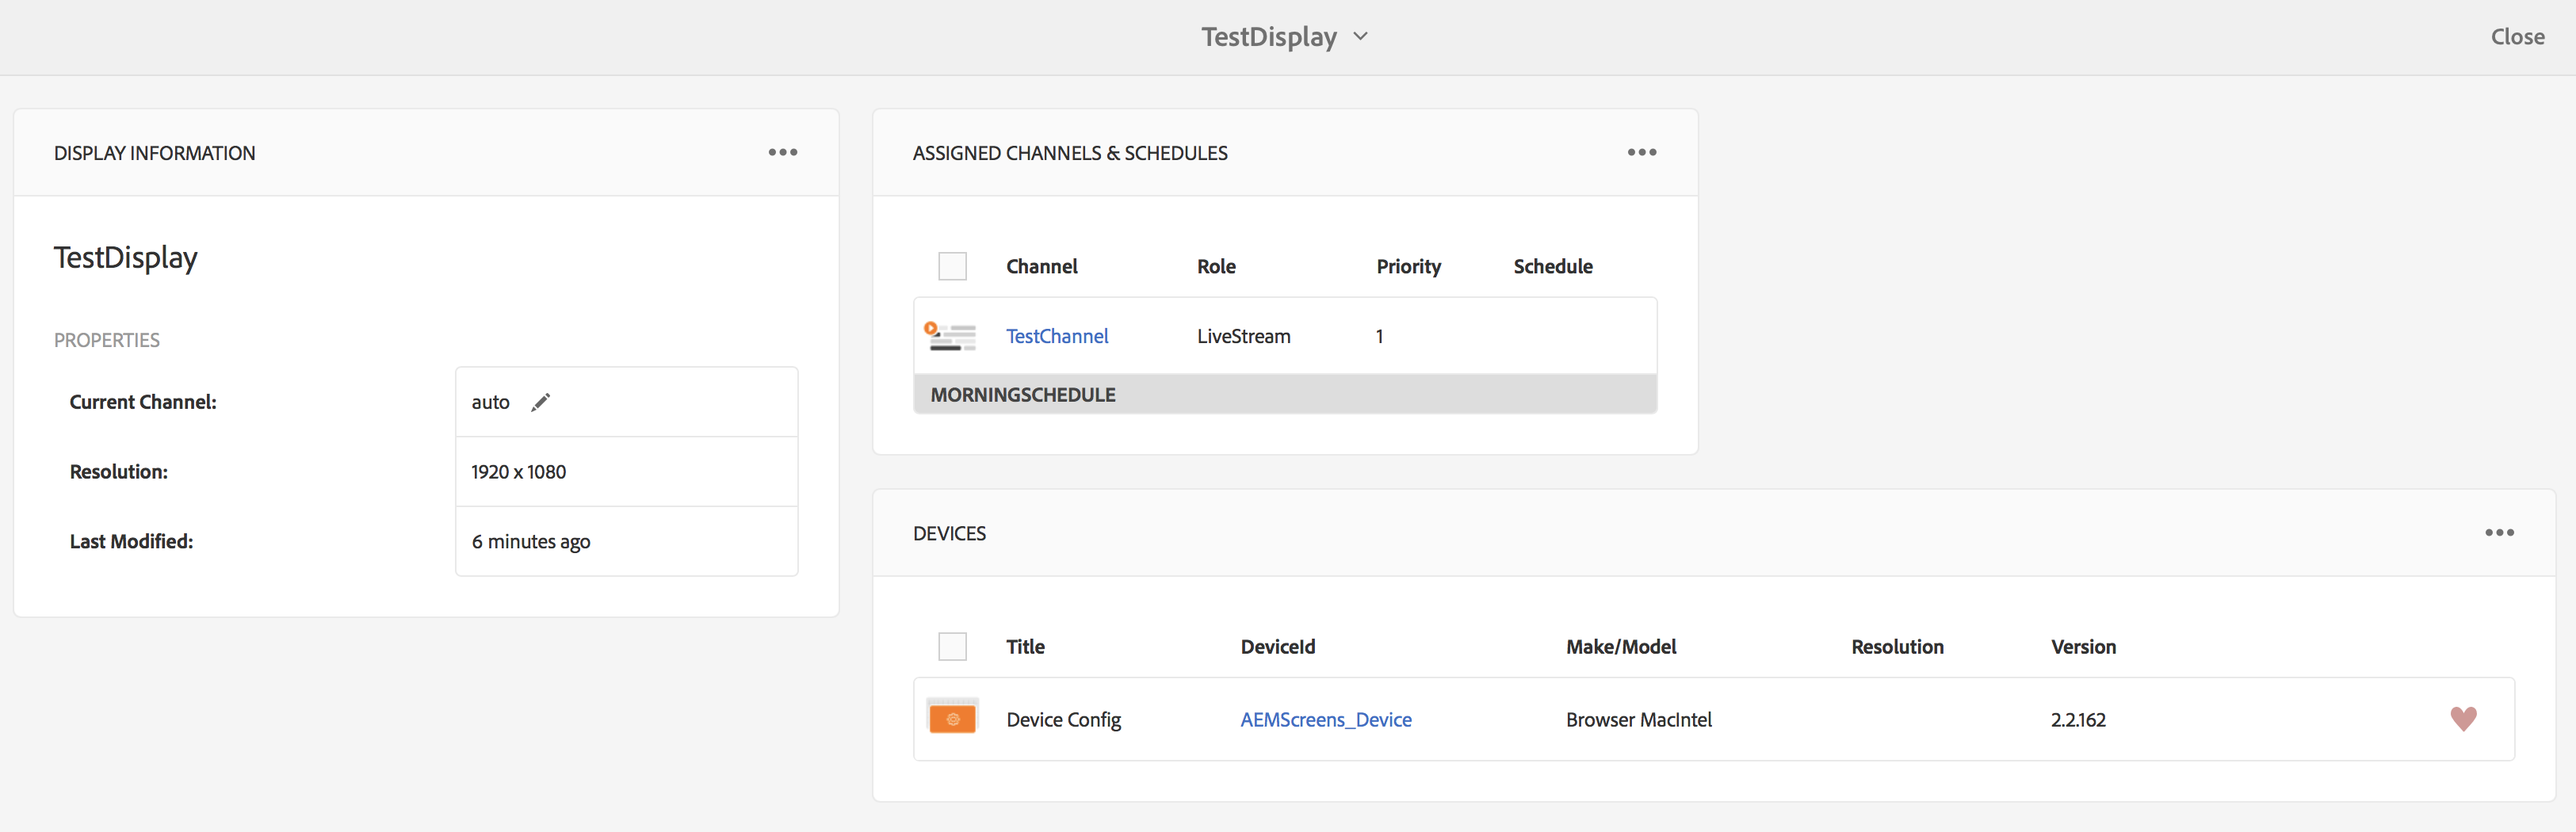 TestDisplay
Close
DISPLAY INFORMATION
TestDisplay
PROPERTIES
Current Channel: auto
Resolution: 1920 x 1080
Last Modified: 6 minutes ago
ASSIGNED CHANNELS & SCHEDULES
Channel Role Priority Schedule
TestChannel LiveStream 1
MORNINGSCHEDULE
DEVICES
Title DeviceId Make/Model Resolution Version
Device Config AEMScreens_Device Browser MacIntel 2.2.162